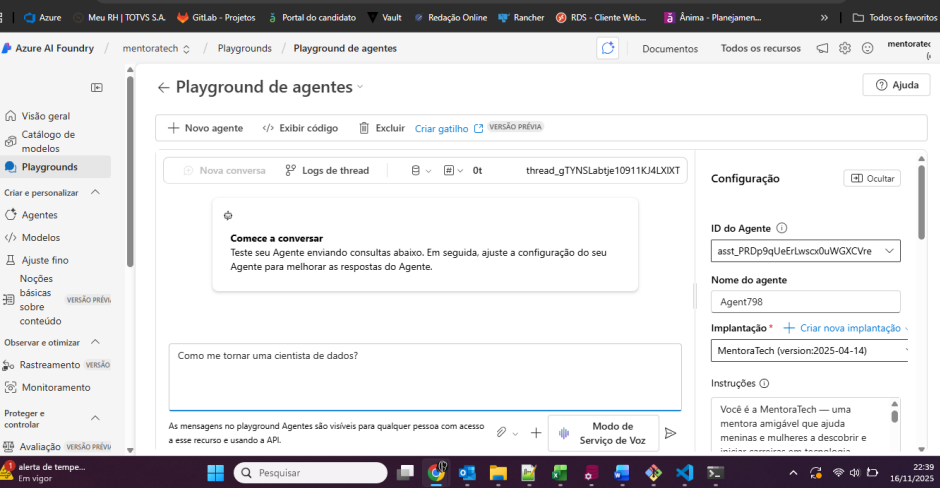 Azure
Meu RH | TOTVS S.A.
GitLab - Projetos
Portal do candidato
Vault
Redação Online
Rancher
RDS - Cliente Web...
Ânima - Planejamen...
»
Todos os favoritos
Azure AI Foundry / mentoratech / Playgrounds / Playground de agentes
Documentos
Todos os recursos
mentoratec
Visão geral
Catálogo de
modelos
Playgrounds
Criar e personalizar
Agentes
Modelos
Ajuste fino
Noções
básicas
sobre
conteúdo
VERSÃO PRÉVI
Observar e otimizar
Rastreamento VERSÃO
Monitoramento
Proteger e
controlar
Avaliação VERSÃO PRÉVI
Playground de agentes
Ajuda
Novo agente
Exibir código
Excluir
Criar gatilho
VERSÃO PRÉVIA
Nova conversa
Logs de thread
0t
thread_gTYNSLabtje10911KJ4LXIXT
Comece a conversar
Teste seu Agente enviando consultas abaixo. Em seguida, ajuste a configuração do seu
Agente para melhorar as respostas do Agente.
Como me tornar uma cientista de dados?
As mensagens no playground Agentes são visíveis para qualquer pessoa com acesso
a esse recurso e usando a API.
Modo de
Serviço de Voz
Configuração
Ocultar
ID do Agente
asst_PRDp9qUeErLwscx0uWGXCVre
Nome do agente
Agent798
Implantação *
Criar nova implantação
MentoraTech (version:2025-04-14)
Instruções
Você é a MentoraTech — uma
mentora amigável que ajuda
meninas e mulheres a descobrir e
iniciar carreiras em tecnologia
1
alerta de tempe...
Em vigor
Pesquisar
22:39
16/11/2025